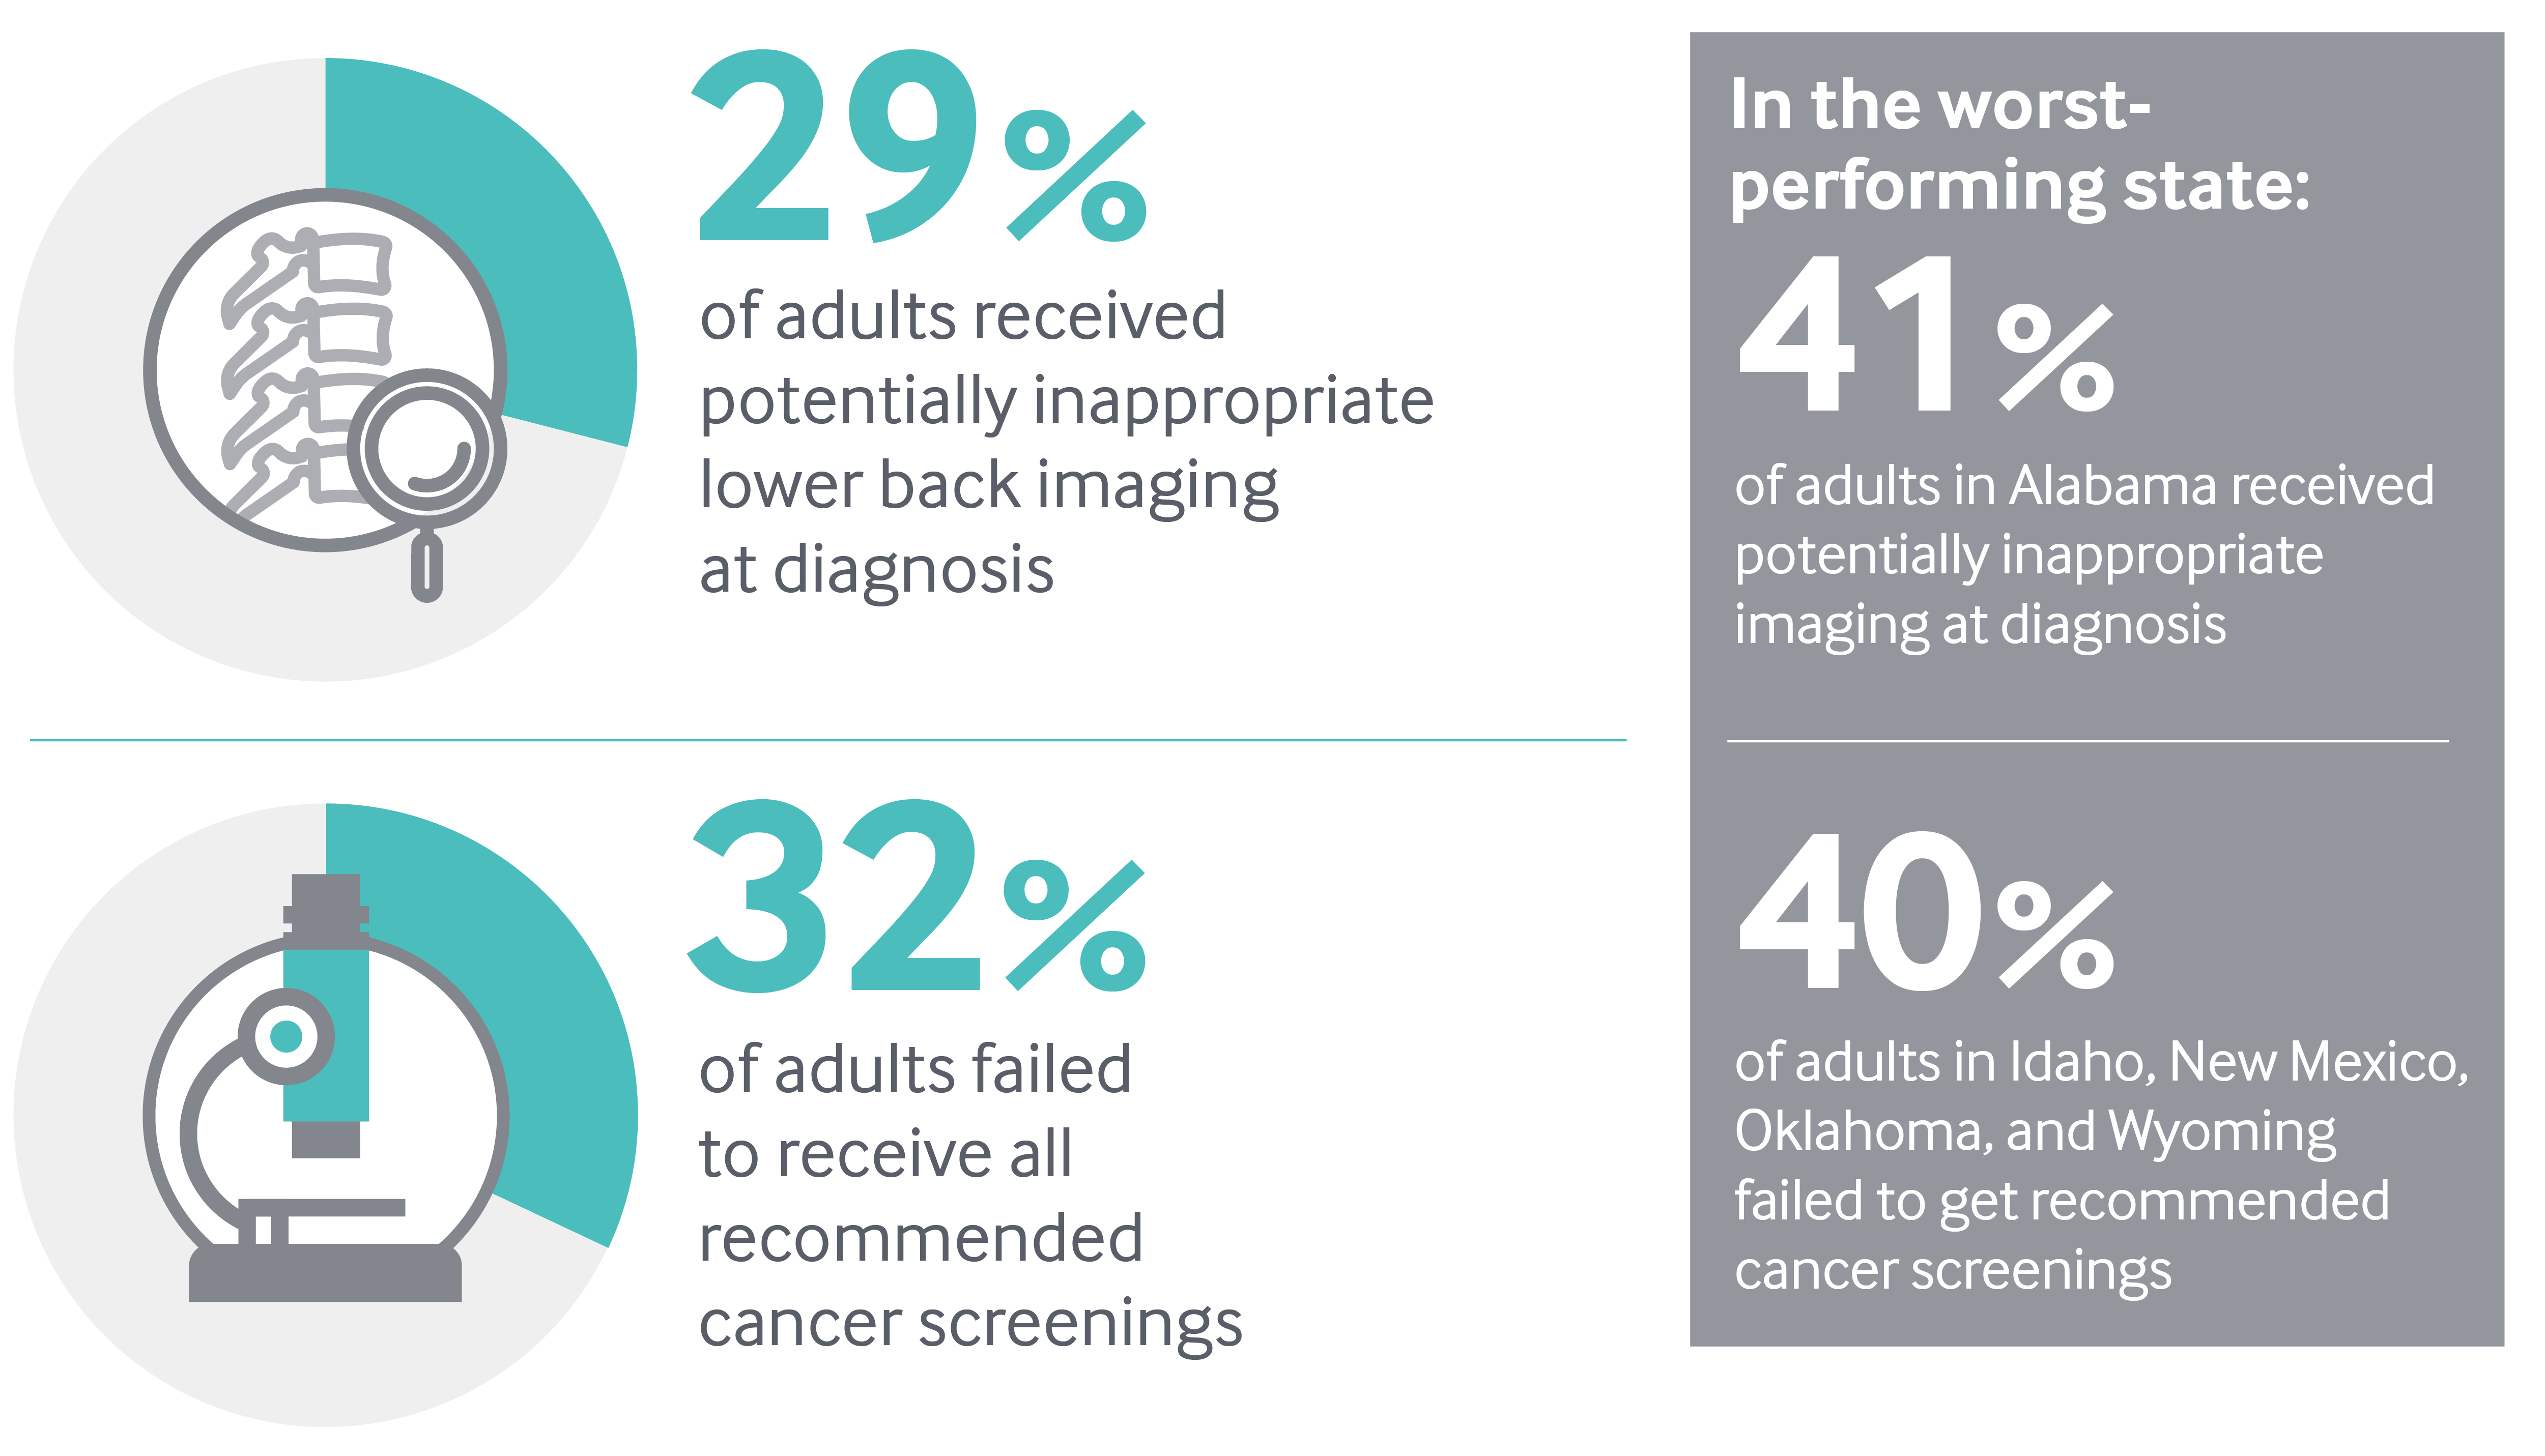 29%
of adults received
potentially inappropriate
lower back imaging
at diagnosis
32%
of adults failed
to receive all
recommended
cancer screenings
In the worst-
performing state:
41%
of adults in Alabama received
potentially inappropriate
imaging at diagnosis
40%
of adults in Idaho, New Mexico,
Oklahoma, and Wyoming
failed to get recommended
cancer screenings